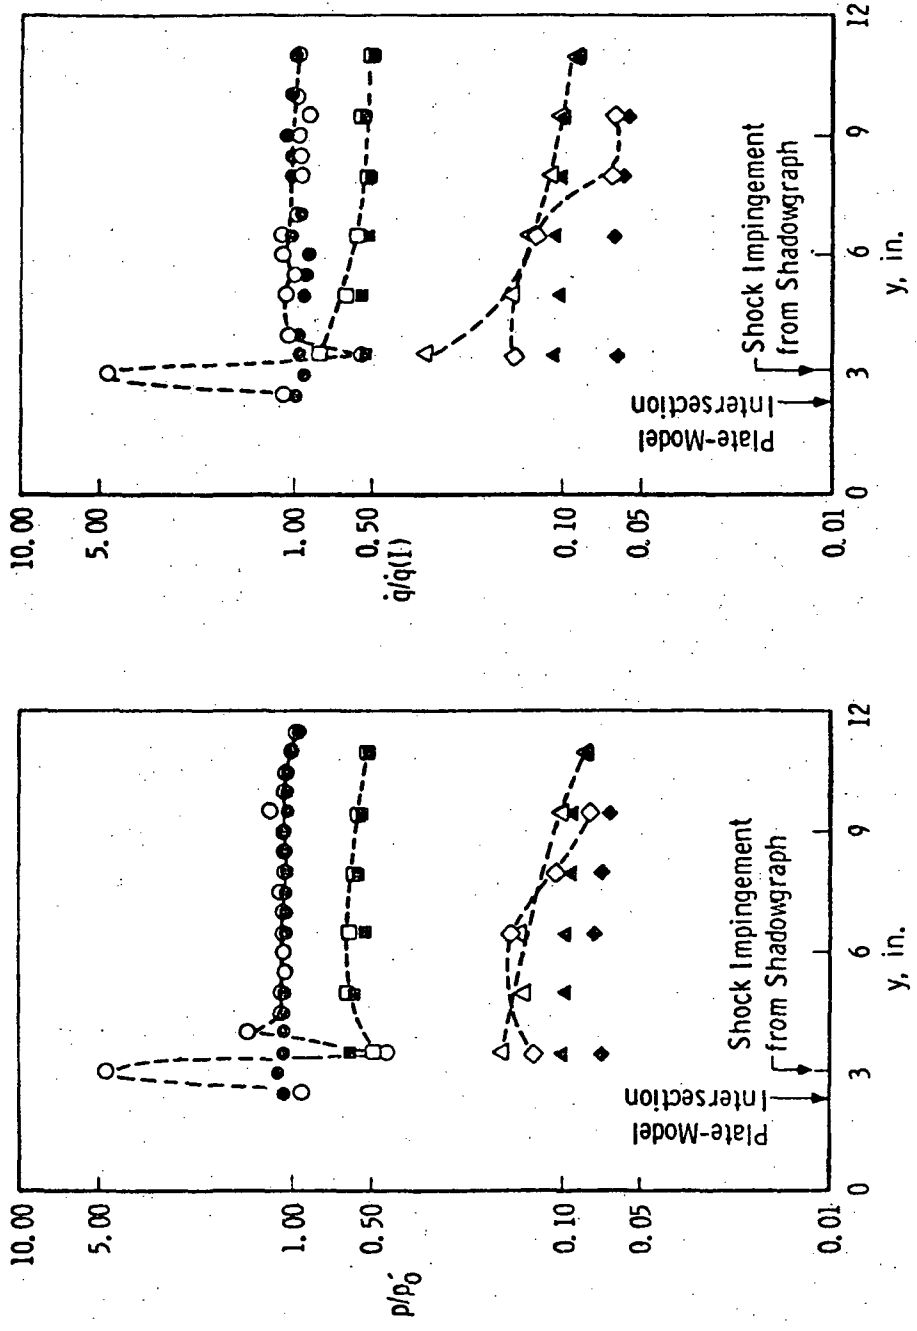 10.00
5.00
1.00
0.50
0.10
0.05
0.01
p/p₀'
0
3
6
9
12
y, in.
Plate-Model
Intersection
Shock Impingement
from Shadowgraph
10.00
5.00
1.00
0.50
0.10
0.05
0.01
q̇/q̇(I)
0
3
6
9
12
y, in.
Plate-Model
Intersection
Shock Impingement
from Shadowgraph